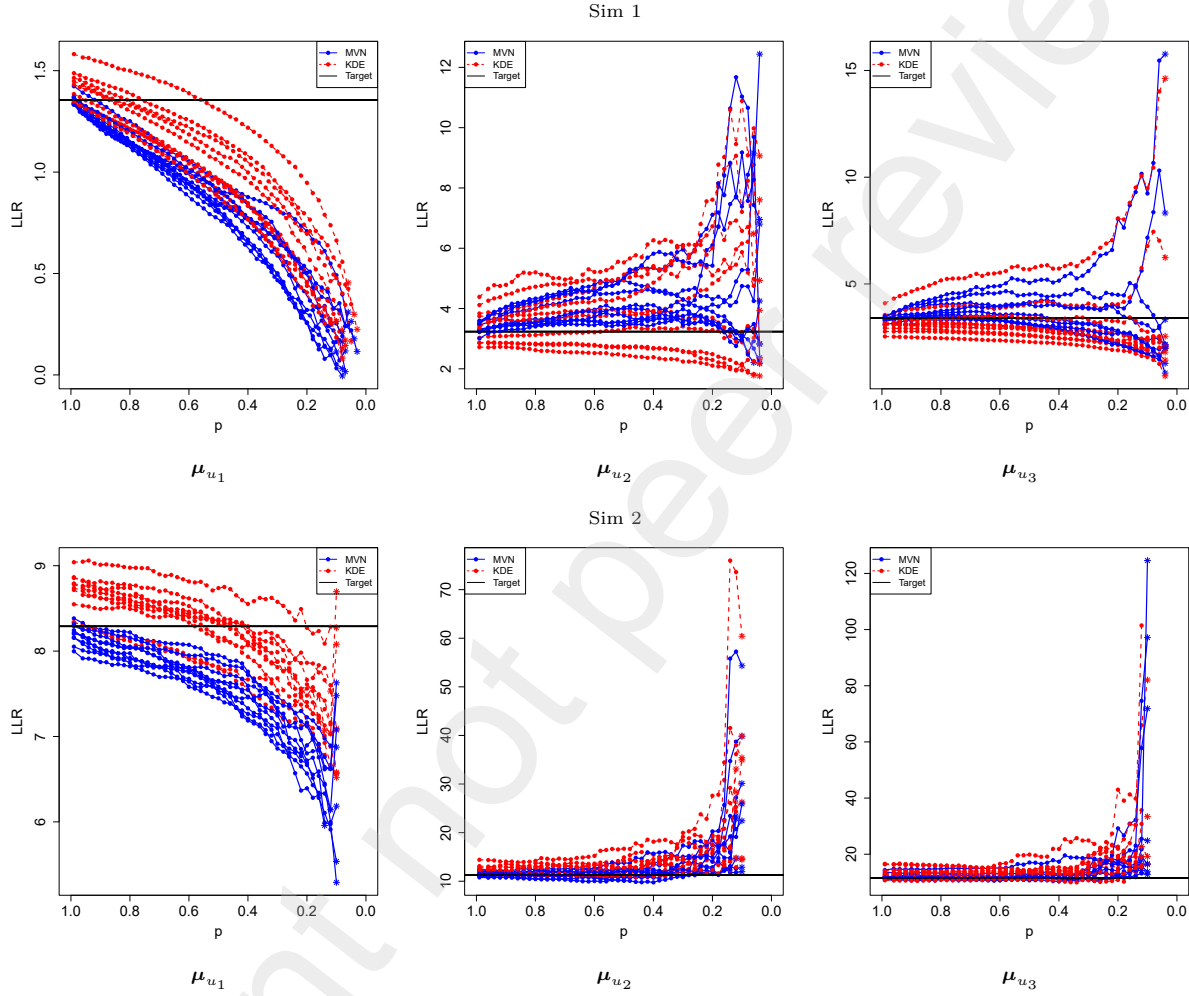 Sim 1
MVN
KDE
Target
LLR
1.5
1.0
0.5
0.0
1.0 0.8 0.6 0.4 0.2 0.0
p
μu1
MVN
KDE
Target
LLR
12
10
8
6
4
2
1.0 0.8 0.6 0.4 0.2 0.0
p
μu2
MVN
KDE
Target
LLR
15
10
5
1.0 0.8 0.6 0.4 0.2 0.0
p
μu3
Sim 2
MVN
KDE
Target
LLR
9
8
7
6
1.0 0.8 0.6 0.4 0.2 0.0
p
μu1
MVN
KDE
Target
LLR
70
60
50
40
30
20
10
1.0 0.8 0.6 0.4 0.2 0.0
p
μu2
MVN
KDE
Target
LLR
120
100
80
60
40
20
1.0 0.8 0.6 0.4 0.2 0.0
p
μu3
nt not peer review